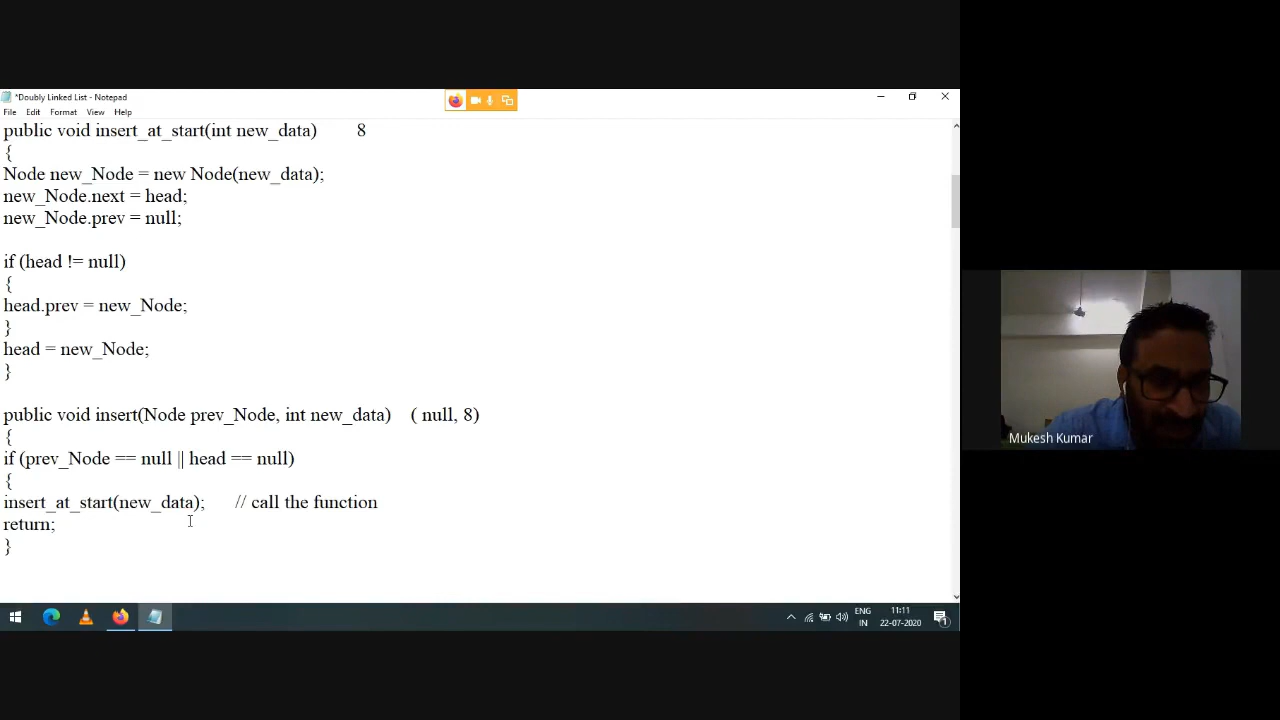 *Doubly Linked List - Notepad
File Edit Format View Help
public void insert_at_start(int new_data) 8
{
Node new_Node = new Node(new_data);
new_Node.next = head;
new_Node.prev = null;
if (head != null)
{
head.prev = new_Node;
}
head = new_Node;
}
public void insert(Node prev_Node, int new_data) ( null, 8)
{
if (prev_Node == null || head == null)
{
insert_at_start(new_data); // call the function
return;
}
Mukesh Kumar
ENG 11:11
IN 22-07-2020
1